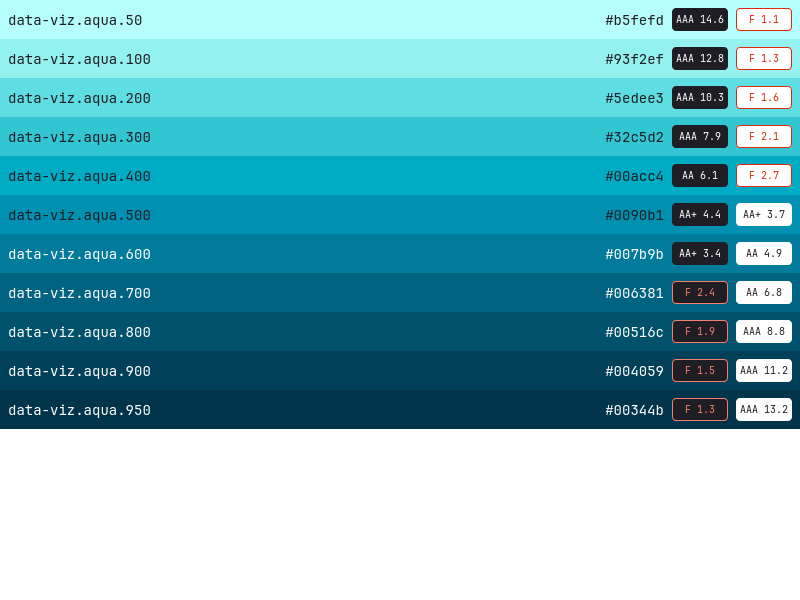 data-viz.aqua.50 #b5fefd AAA 14.6 F 1.1
data-viz.aqua.100 #93f2ef AAA 12.8 F 1.3
data-viz.aqua.200 #5edee3 AAA 10.3 F 1.6
data-viz.aqua.300 #32c5d2 AAA 7.9 F 2.1
data-viz.aqua.400 #00acc4 AA 6.1 F 2.7
data-viz.aqua.500 #0090b1 AA+ 4.4 AA+ 3.7
data-viz.aqua.600 #007b9b AA+ 3.4 AA 4.9
data-viz.aqua.700 #006381 F 2.4 AA 6.8
data-viz.aqua.800 #00516c F 1.9 AAA 8.8
data-viz.aqua.900 #004059 F 1.5 AAA 11.2
data-viz.aqua.950 #00344b F 1.3 AAA 13.2